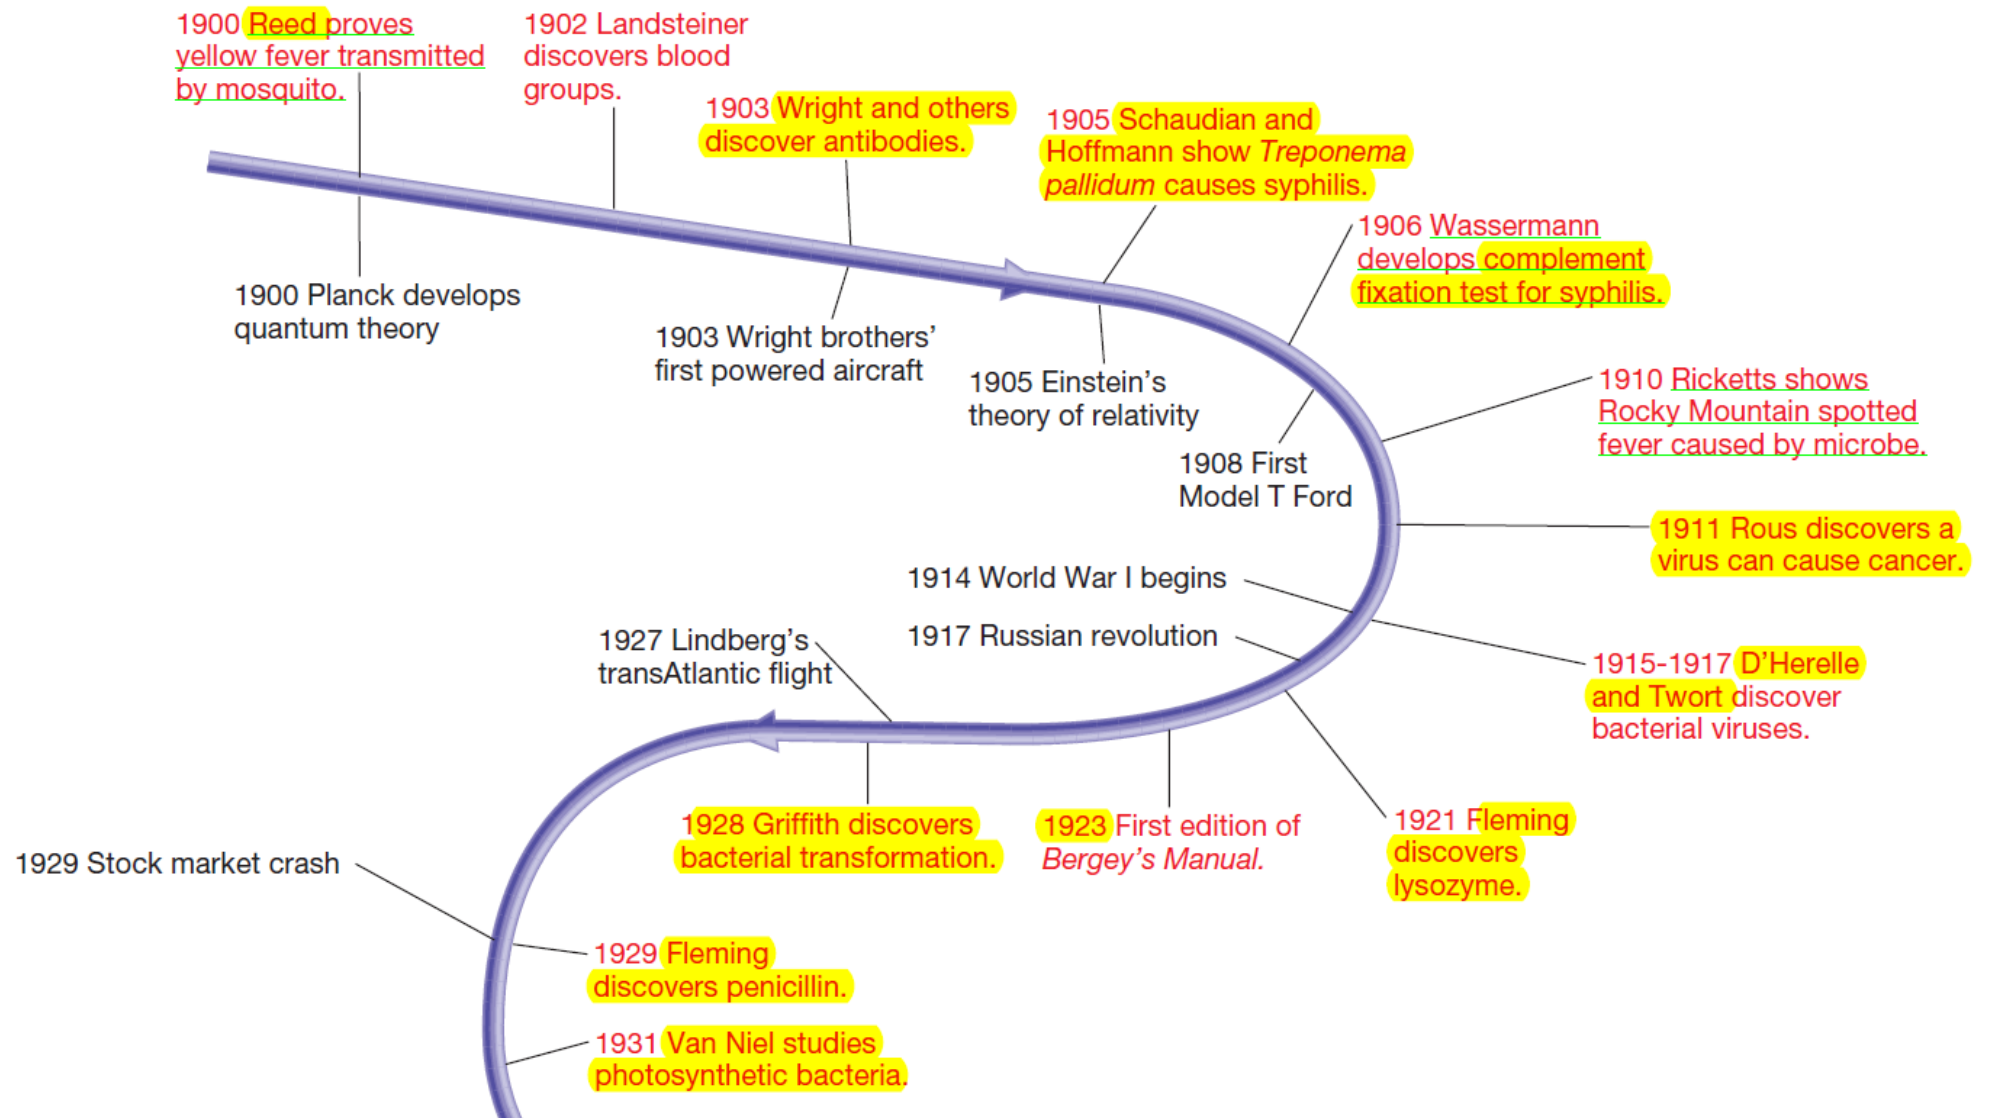 1900 Reed proves
yellow fever transmitted
by mosquito.
1902 Landsteiner
discovers blood
groups.
1903 Wright and others
discover antibodies.
1905 Schaudian and
Hoffmann show Treponema
pallidum causes syphilis.
1906 Wassermann
develops complement
fixation test for syphilis.
1900 Planck develops
quantum theory
1903 Wright brothers’
first powered aircraft
1905 Einstein’s
theory of relativity
1908 First
Model T Ford
1910 Ricketts shows
Rocky Mountain spotted
fever caused by microbe.
1911 Rous discovers a
virus can cause cancer.
1914 World War I begins
1917 Russian revolution
1915-1917 D’Herelle
and Twort discover
bacterial viruses.
1927 Lindberg’s
transAtlantic flight
1921 Fleming
discovers
lysozyme.
1923 First edition of
Bergey’s Manual.
1928 Griffith discovers
bacterial transformation.
1929 Stock market crash
1929 Fleming
discovers penicillin.
1931 Van Niel studies
photosynthetic bacteria.